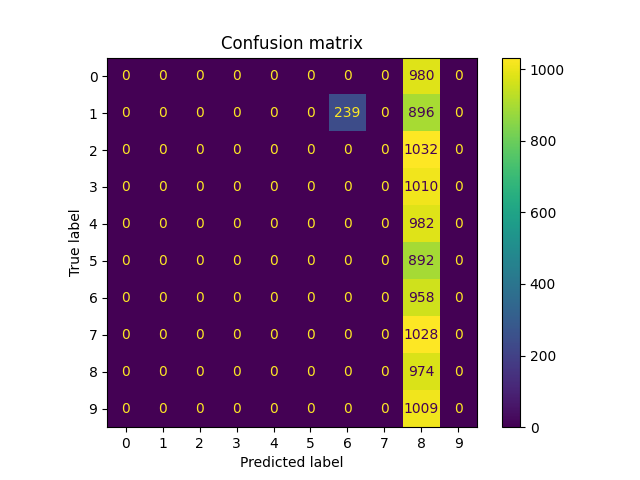 Confusion matrix
0 0 0 0 0 0 0 0 0 980 0
1 0 0 0 0 0 0 239 0 896 0
2 0 0 0 0 0 0 0 0 1032 0
3 0 0 0 0 0 0 0 0 1010 0
4 0 0 0 0 0 0 0 0 982 0
5 0 0 0 0 0 0 0 0 892 0
6 0 0 0 0 0 0 0 0 958 0
7 0 0 0 0 0 0 0 0 1028 0
8 0 0 0 0 0 0 0 0 974 0
9 0 0 0 0 0 0 0 0 1009 0
0 1 2 3 4 5 6 7 8 9
Predicted label
True label
1000
800
600
400
200
0